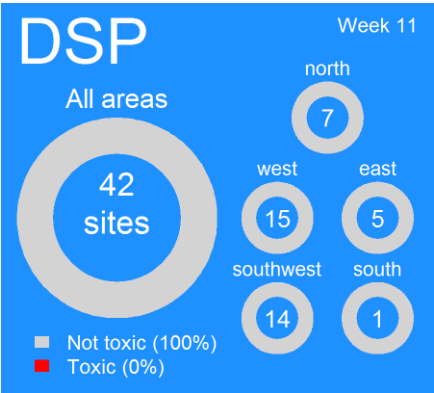 DSP
Week 11
All areas
42
sites
north
7
west
15
east
5
southwest
14
south
1
Not toxic (100%)
Toxic (0%)